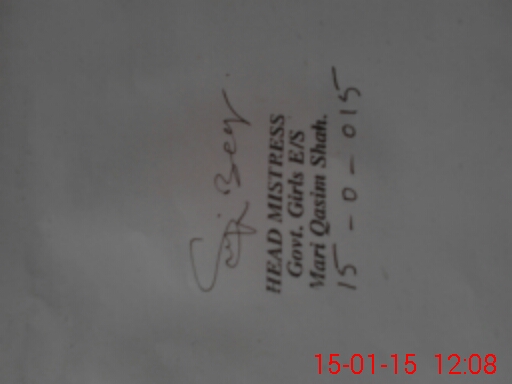 HEAD MISTRESS
Govt. Girls E/S
Mari Qasim Shah.
15 - 0 - 015
15-01-15 12:08